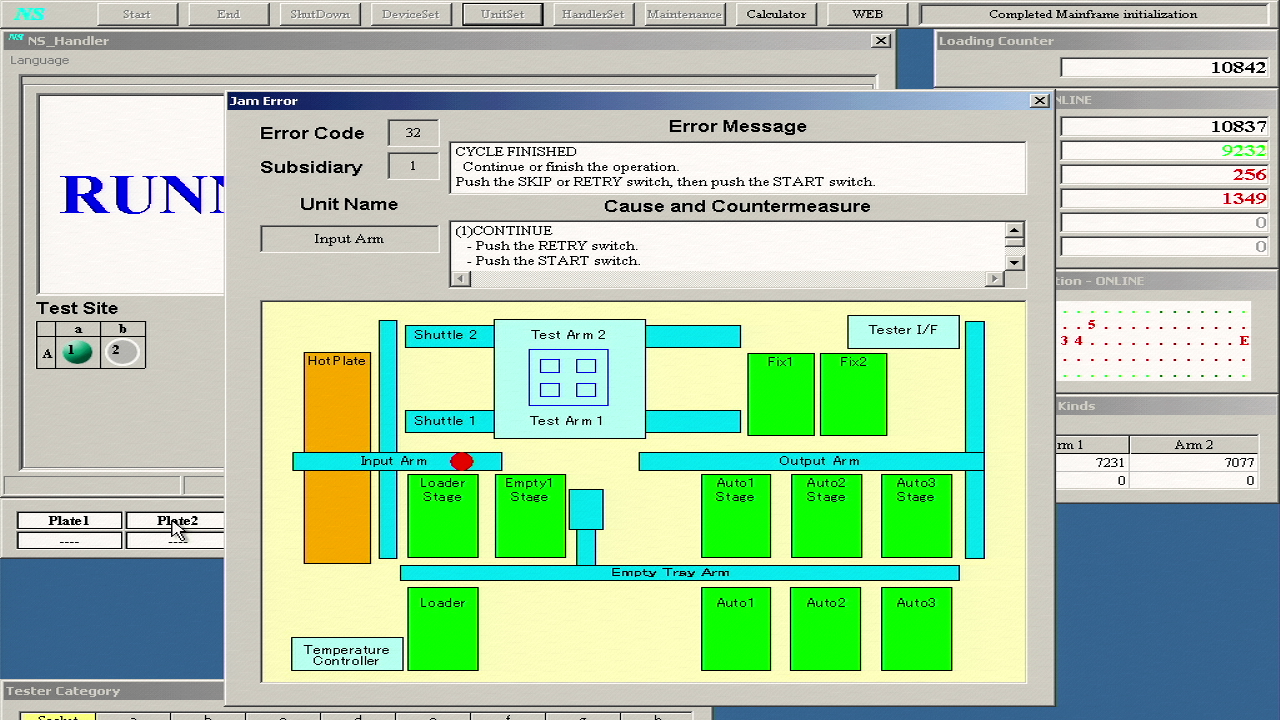 NS Start End ShutDown DeviceSet UnitSet HandlerSet Maintenance Calculator WEB Completed Mainframe initialization
NS NS_Handler
Language
RUNN
Test Site
a b
A 1 2
Plate1 Plate2
---- ----
Tester Category
Socket a b c d e f g h
Jam Error
Error Code 32
Subsidiary 1
Unit Name
Input Arm
Error Message
CYCLE FINISHED
Continue or finish the operation.
Push the SKIP or RETRY switch, then push the START switch.
Cause and Countermeasure
(1)CONTINUE
- Push the RETRY switch.
- Push the START switch.
Shuttle 2
Test Arm 2
Tester I/F
HotPlate
Fix1
Fix2
Shuttle 1
Test Arm 1
Input Arm
Output Arm
Loader
Stage
Empty1
Stage
Auto1
Stage
Auto2
Stage
Auto3
Stage
Empty Tray Arm
Loader
Auto1
Auto2
Auto3
Temperature
Controller
Loading Counter
10842
NLINE
10837
9232
256
1349
0
0
tion - ONLINE
5
3 4 E
Kinds
rm 1 Arm 2
7231 7077
0 0